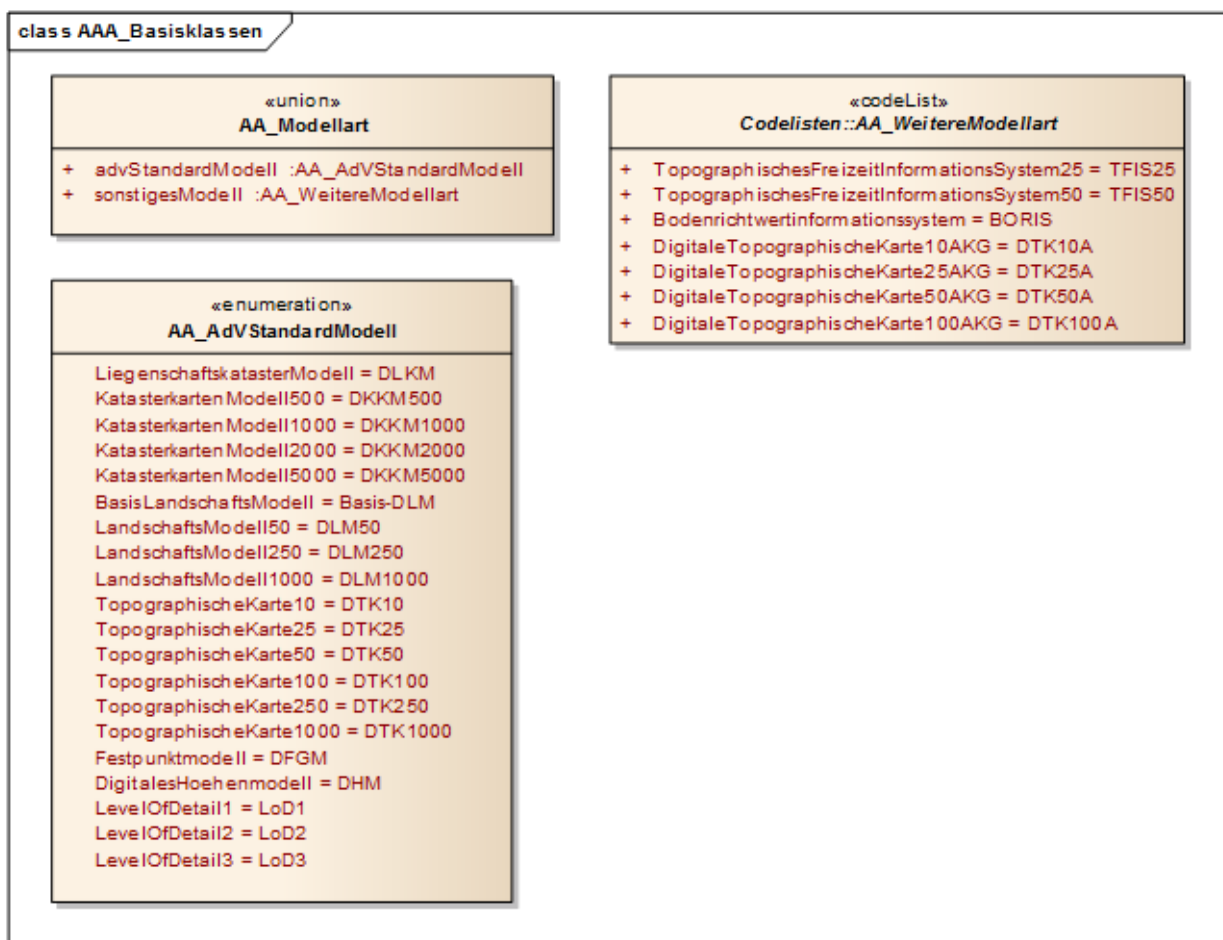 class AAA_Basisklassen
«union»
AA_Modellart
+ advStandardModell :AA_AdVStandardModell
+ sonstigesModell :AA_WeitereModellart
«codeList»
Codelisten::AA_WeitereModellart
+ TopographischesFreizeitInformationsSystem25 = TFIS25
+ TopographischesFreizeitInformationsSystem50 = TFIS50
+ Bodenrichtwertinformationssystem = BORIS
+ DigitaleTopographischeKarte10AKG = DTK10A
+ DigitaleTopographischeKarte25AKG = DTK25A
+ DigitaleTopographischeKarte50AKG = DTK50A
+ DigitaleTopographischeKarte100AKG = DTK100A
«enumeration»
AA_AdVStandardModell
LiegenschaftskatasterModell = DLKM
KatasterkartenModell500 = DKKM500
KatasterkartenModell1000 = DKKM1000
KatasterkartenModell2000 = DKKM2000
KatasterkartenModell5000 = DKKM5000
BasisLandschaftsModell = Basis-DLM
LandschaftsModell50 = DLM50
LandschaftsModell250 = DLM250
LandschaftsModell1000 = DLM1000
TopographischeKarte10 = DTK10
TopographischeKarte25 = DTK25
TopographischeKarte50 = DTK50
TopographischeKarte100 = DTK100
TopographischeKarte250 = DTK250
TopographischeKarte1000 = DTK1000
Festpunktmodell = DFGM
DigitalesHoehenmodell = DHM
LevelOfDetail1 = LoD1
LevelOfDetail2 = LoD2
LevelOfDetail3 = LoD3